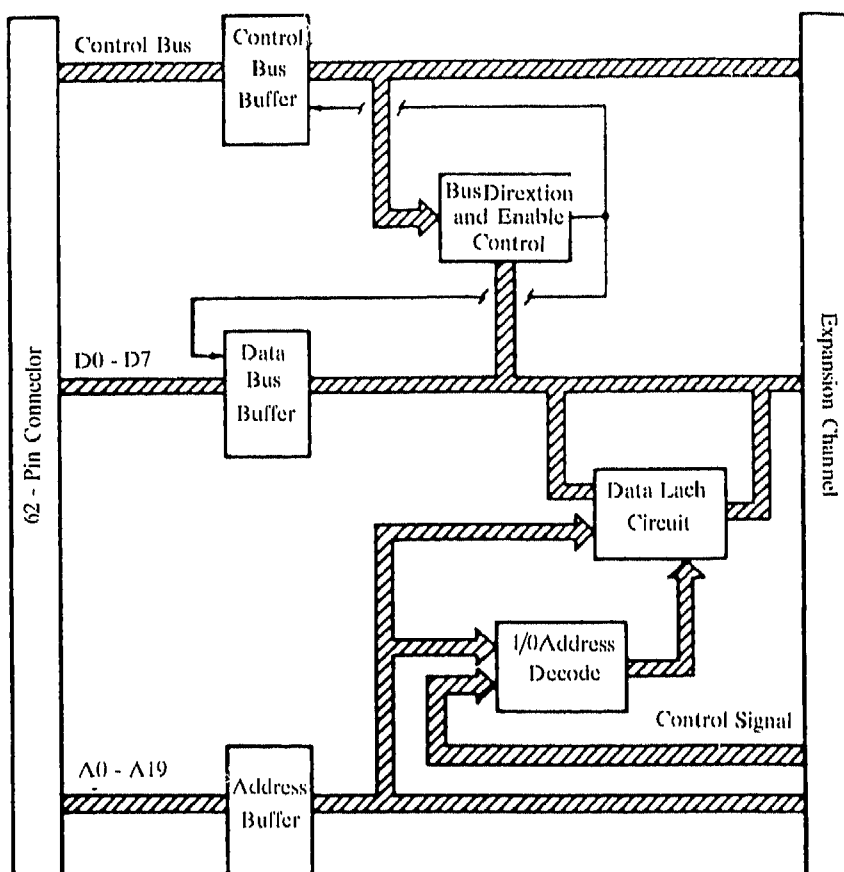 Control Bus
Control
Bus
Buffer
Bus Dirextion
and Enable
Control
D0 - D7
Data
Bus
Buffer
62 - Pin Connector
Expansion Channel
Data Lach
Circuit
I/0 Address
Decode
Control Signal
A0 - A19
Address
Buffer